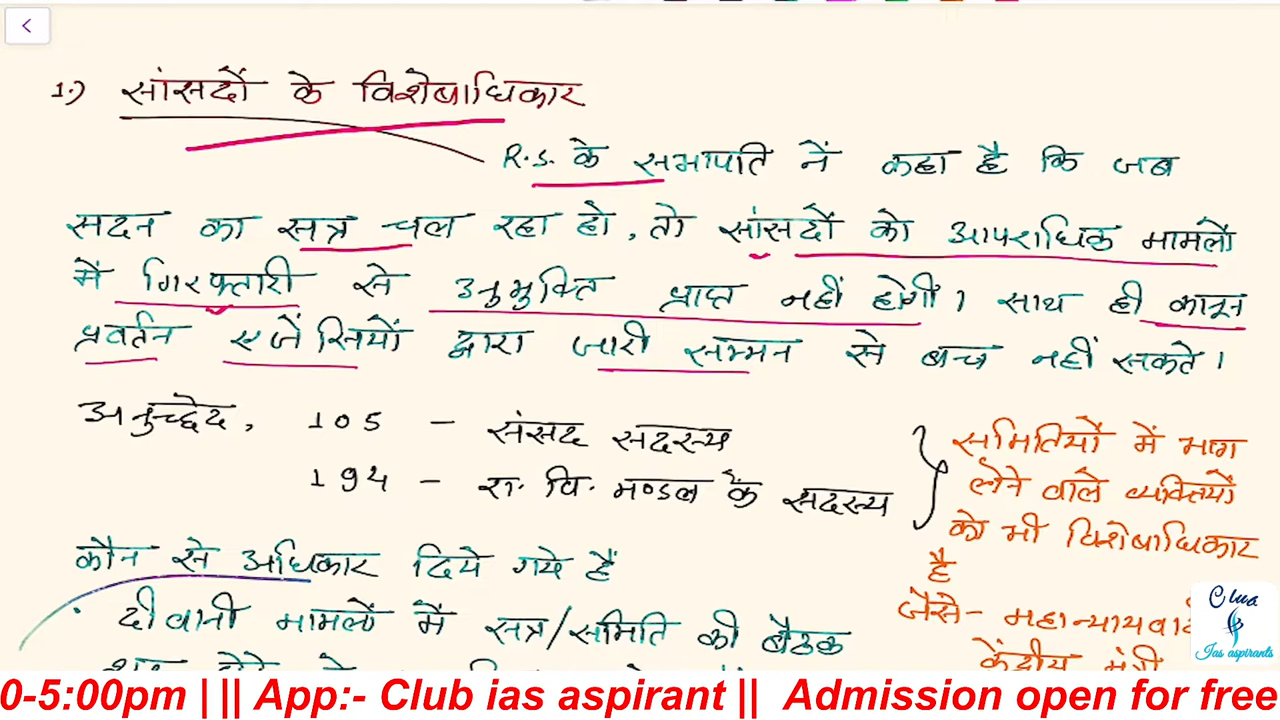 1.) सांसदों के विशेषाधिकार
R.S. के सभापति नें कहा है कि जब
सदन का सत्र चल रहा हो, तो सांसदों को आपराधिक मामलों
में गिरफ्तारी से उनुमुक्ति प्राप्त नहीं होगी। साथ ही कानून
प्रवर्तन एजेंसियों द्वारा जारी सम्मन से बच नहीं सकते।
अनुच्छेद, 105 - संसद सदस्य
194 - रा. वि. मण्डल के सदस्य
समितियों में भाग
लेने वाले व्यक्तियों
को भी विशेषाधिकार
है
जैसे- महान्यायवा
केंद्रीय मंत्री
कौन से अधिकार दिये गये हैं
दीवानी मामलों में सत्र/समिति की बैठक
Clua
Ias aspirants
0-5:00pm | || App:- Club ias aspirant || Admission open for free